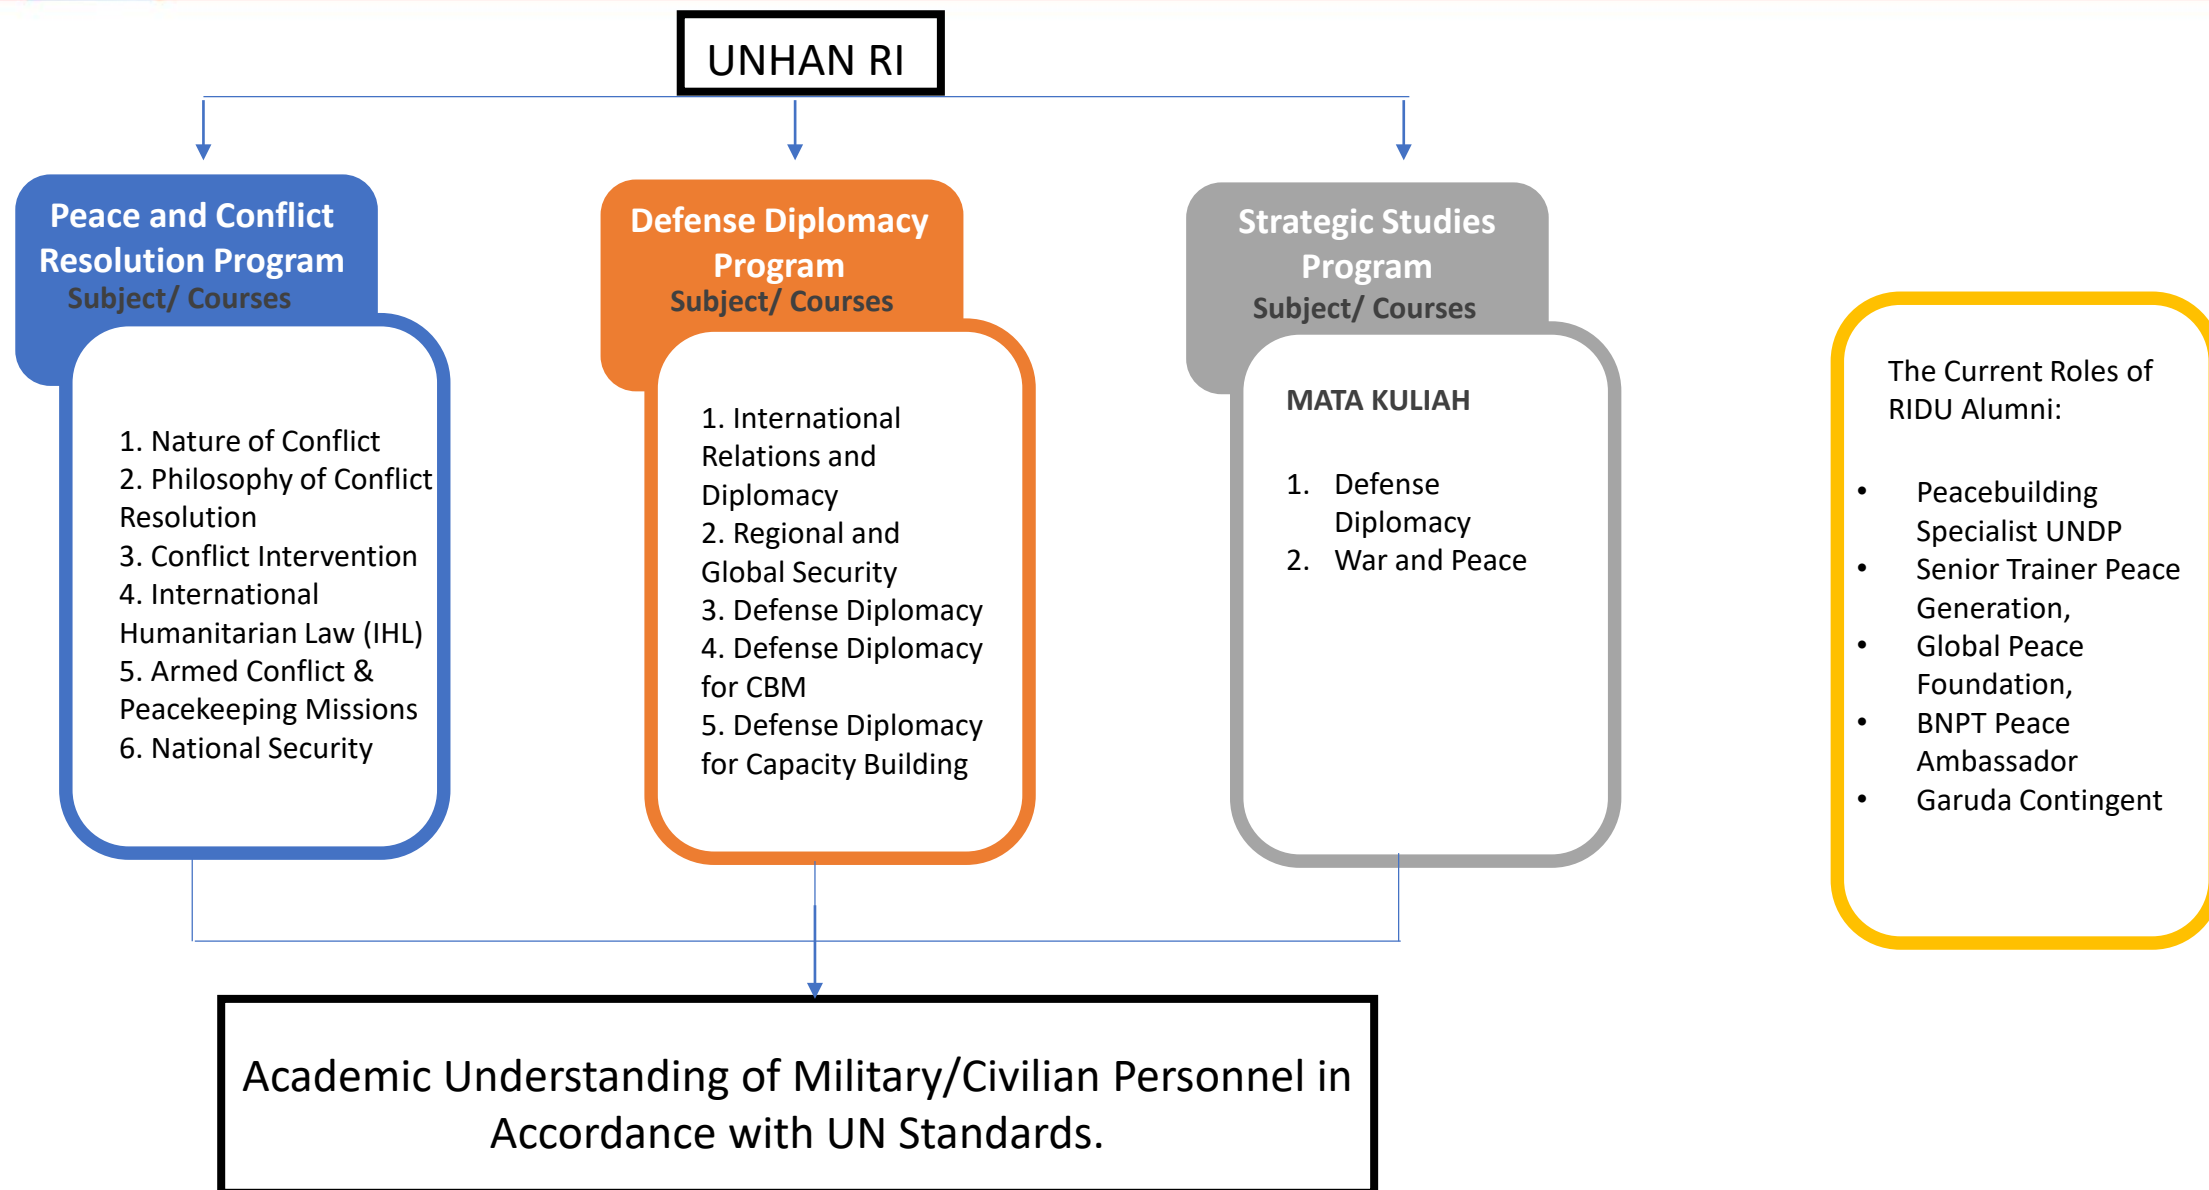 UNHAN RI
Peace and Conflict
Resolution Program
Subject/ Courses
1. Nature of Conflict
2. Philosophy of Conflict
Resolution
3. Conflict Intervention
4. International
Humanitarian Law (IHL)
5. Armed Conflict &
Peacekeeping Missions
6. National Security
Defense Diplomacy
Program
Subject/ Courses
1. International
Relations and
Diplomacy
2. Regional and
Global Security
3. Defense Diplomacy
4. Defense Diplomacy
for CBM
5. Defense Diplomacy
for Capacity Building
Strategic Studies
Program
Subject/ Courses
MATA KULIAH
1. Defense
Diplomacy
2. War and Peace
The Current Roles of
RIDU Alumni:
• Peacebuilding
Specialist UNDP
• Senior Trainer Peace
Generation,
• Global Peace
Foundation,
• BNPT Peace
Ambassador
• Garuda Contingent
Academic Understanding of Military/Civilian Personnel in
Accordance with UN Standards.